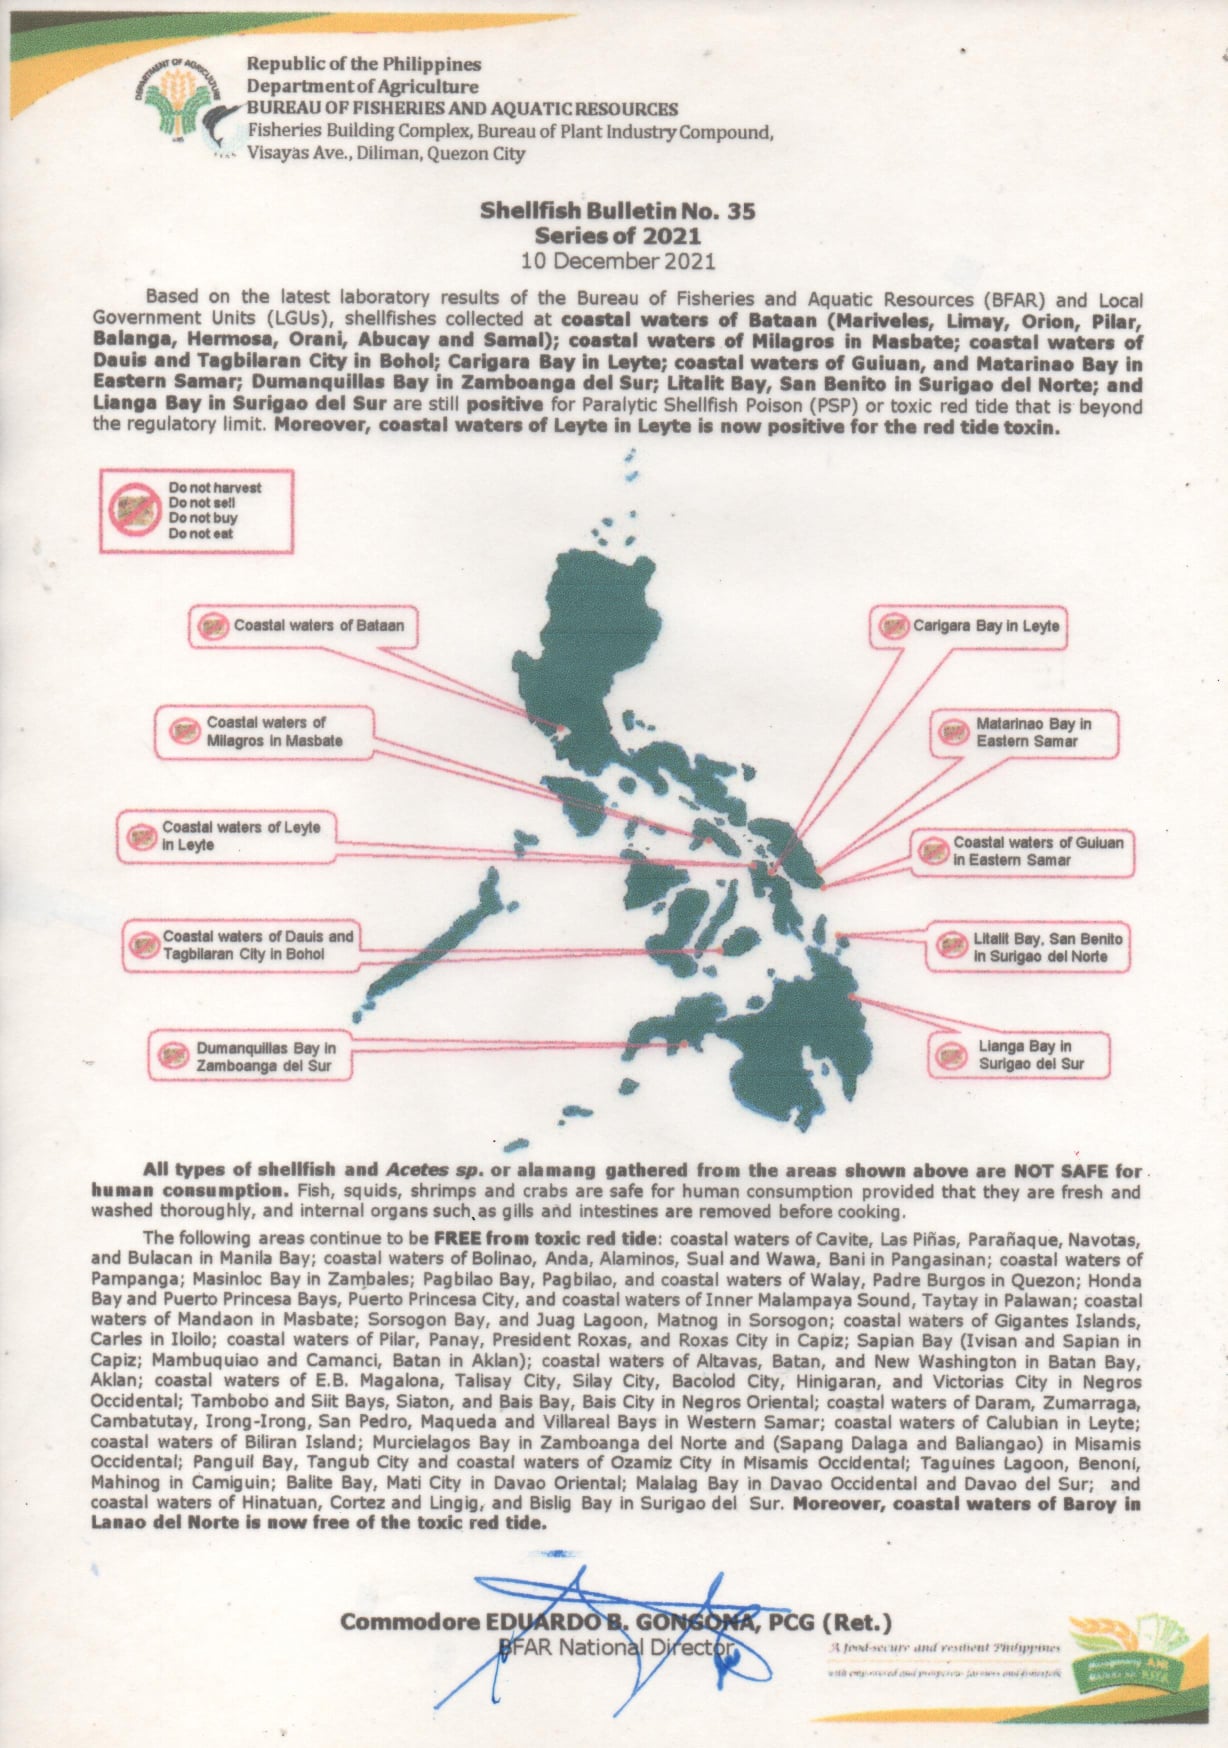 DEPARTMENT OF AGRICULTURE
Republic of the Philippines
Department of Agriculture
BUREAU OF FISHERIES AND AQUATIC RESOURCES
Fisheries Building Complex, Bureau of Plant Industry Compound,
Visayas Ave., Diliman, Quezon City
Shellfish Bulletin No. 35
Series of 2021
10 December 2021
Based on the latest laboratory results of the Bureau of Fisheries and Aquatic Resources (BFAR) and Local
Government Units (LGUs), shellfishes collected at coastal waters of Bataan (Mariveles, Limay, Orion, Pilar,
Balanga, Hermosa, Orani, Abucay and Samal); coastal waters of Milagros in Masbate; coastal waters of
Dauis and Tagbilaran City in Bohol; Carigara Bay in Leyte; coastal waters of Guiuan, and Matarinao Bay in
Eastern Samar; Dumanquillas Bay in Zamboanga del Sur; Litalit Bay, San Benito in Surigao del Norte; and
Lianga Bay in Surigao del Sur are still positive for Paralytic Shellfish Poison (PSP) or toxic red tide that is beyond
the regulatory limit. Moreover, coastal waters of Leyte in Leyte is now positive for the red tide toxin.
Do not harvest
Do not sell
Do not buy
Do not eat
Coastal waters of Bataan
Carigara Bay in Leyte
Coastal waters of
Milagros in Masbate
Matarinao Bay in
Eastern Samar
Coastal waters of Leyte
in Leyte
Coastal waters of Guiuan
in Eastern Samar
Coastal waters of Dauis and
Tagbilaran City in Bohol
Litalit Bay, San Benito
in Surigao del Norte
Dumanquillas Bay in
Zamboanga del Sur
Lianga Bay in
Surigao del Sur
All types of shellfish and Acetes sp. or alamang gathered from the areas shown above are NOT SAFE for
human consumption. Fish, squids, shrimps and crabs are safe for human consumption provided that they are fresh and
washed thoroughly, and internal organs such as gills and intestines are removed before cooking.
The following areas continue to be FREE from toxic red tide: coastal waters of Cavite, Las Piñas, Parañaque, Navotas,
and Bulacan in Manila Bay; coastal waters of Bolinao, Anda, Alaminos, Sual and Wawa, Bani in Pangasinan; coastal waters of
Pampanga; Masinloc Bay in Zambales; Pagbilao Bay, Pagbilao, and coastal waters of Walay, Padre Burgos in Quezon; Honda
Bay and Puerto Princesa Bays, Puerto Princesa City, and coastal waters of Inner Malampaya Sound, Taytay in Palawan; coastal
waters of Mandaon in Masbate; Sorsogon Bay, and Juag Lagoon, Matnog in Sorsogon; coastal waters of Gigantes Islands,
Carles in Iloilo; coastal waters of Pilar, Panay, President Roxas, and Roxas City in Capiz; Sapian Bay (Ivisan and Sapian in
Capiz; Mambuquiao and Camanci, Batan in Aklan); coastal waters of Altavas, Batan, and New Washington in Batan Bay,
Aklan; coastal waters of E.B. Magalona, Talisay City, Silay City, Bacolod City, Hinigaran, and Victorias City in Negros
Occidental; Tambobo and Siit Bays, Siaton, and Bais Bay, Bais City in Negros Oriental; coastal waters of Daram, Zumarraga,
Cambatutay, Irong-Irong, San Pedro, Maqueda and Villareal Bays in Western Samar; coastal waters of Calubian in Leyte;
coastal waters of Biliran Island; Murcielagos Bay in Zamboanga del Norte and (Sapang Dalaga and Baliangao) in Misamis
Occidental; Panguil Bay, Tangub City and coastal waters of Ozamiz City in Misamis Occidental; Taguines Lagoon, Benoni,
Mahinog in Camiguin; Balite Bay, Mati City in Davao Oriental; Malalag Bay in Davao Occidental and Davao del Sur; and
coastal waters of Hinatuan, Cortez and Lingig, and Bislig Bay in Surigao del Sur. Moreover, coastal waters of Baroy in
Lanao del Norte is now free of the toxic red tide.
Commodore EDUARDO B. GONGONA, PCG (Ret.)
BFAR National Director
A food-secure and resilient Philippines
with empowered and prosperous farmers and fisherfolk